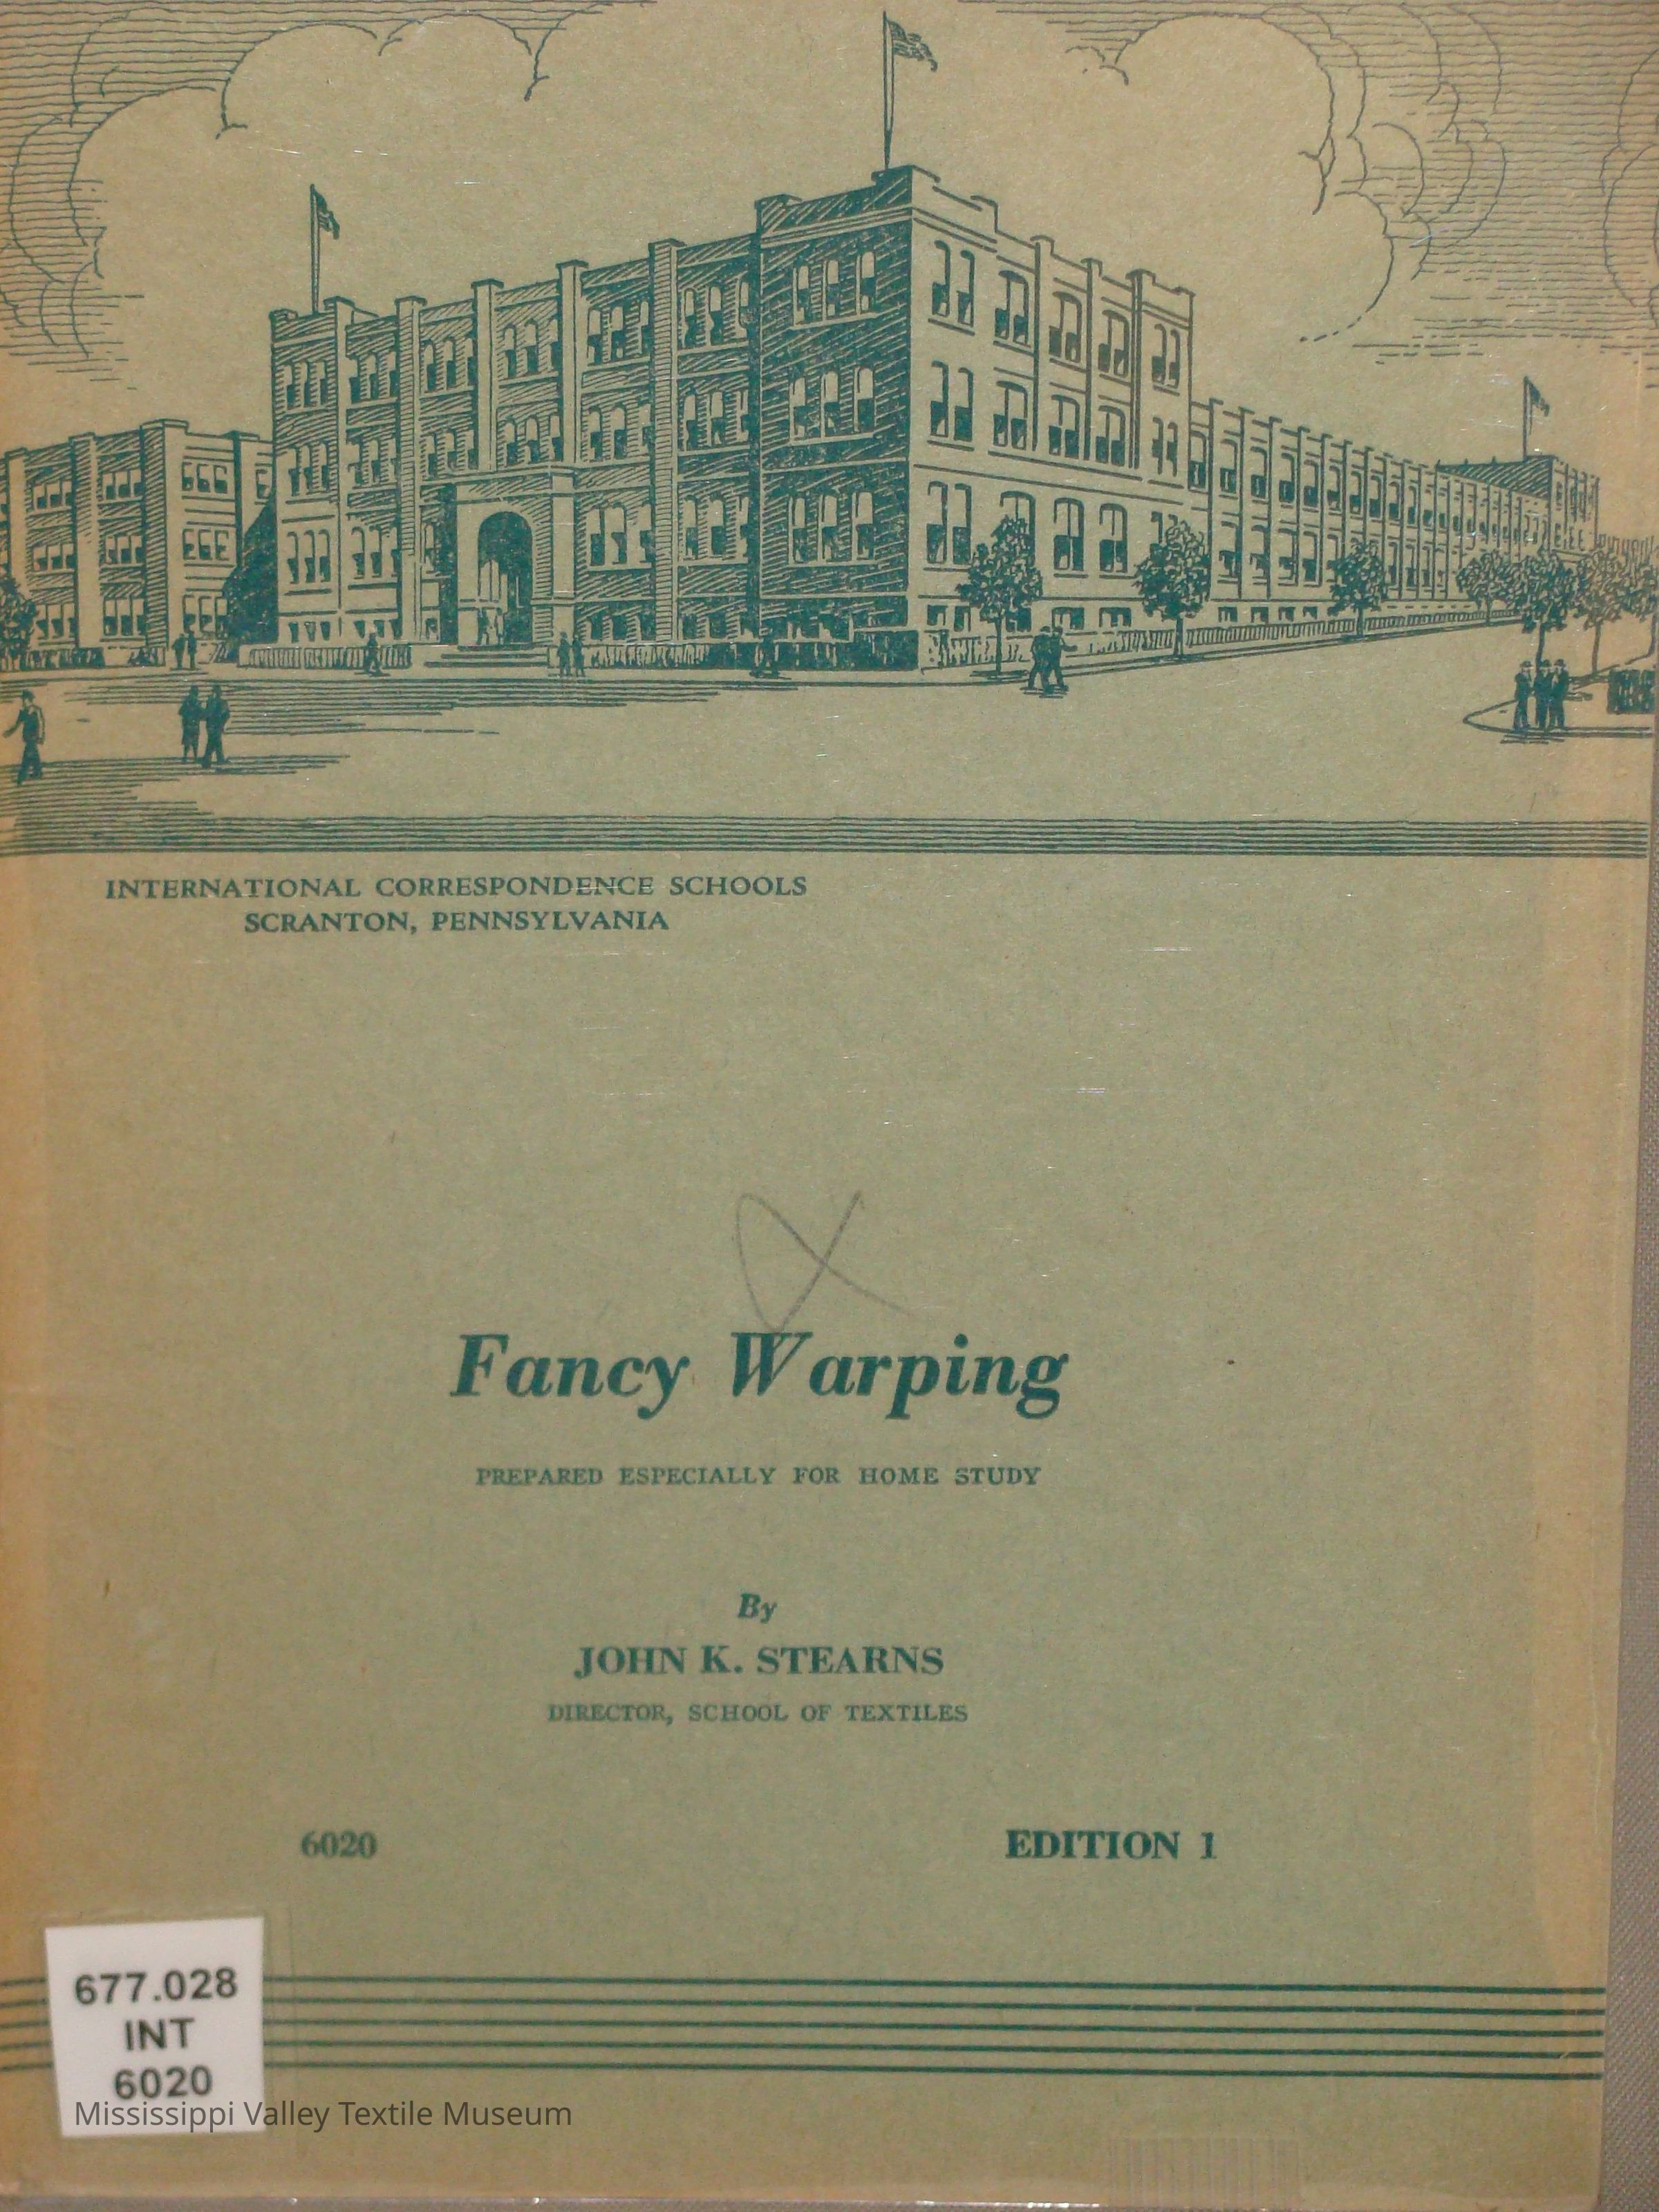 INTERNATIONAL CORRESPONDENCE SCHOOLS
SCRANTON, PENNSYLVANIA
Fancy Warping
PREPARED ESPECIALLY FOR HOME STUDY
By
JOHN K. STEARNS
DIRECTOR, SCHOOL OF TEXTILES
6020 EDITION 1
677.028
INT
6020
Mississippi Valley Textile Museum